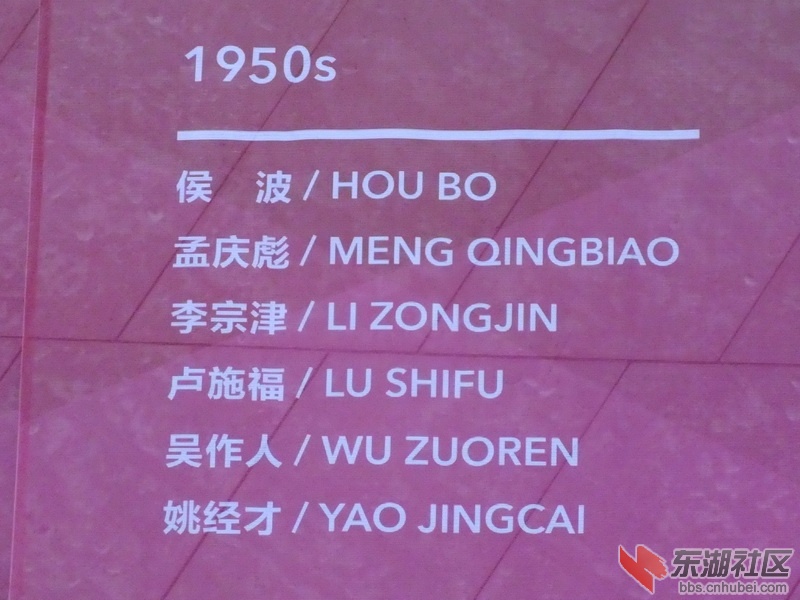 1950s
侯 波 / HOU BO
孟庆彪 / MENG QINGBIAO
李宗津 / LI ZONGJIN
卢施福 / LU SHIFU
吴作人 / WU ZUOREN
姚经才 / YAO JINGCAI
东湖社区
bbs.cnhubei.com